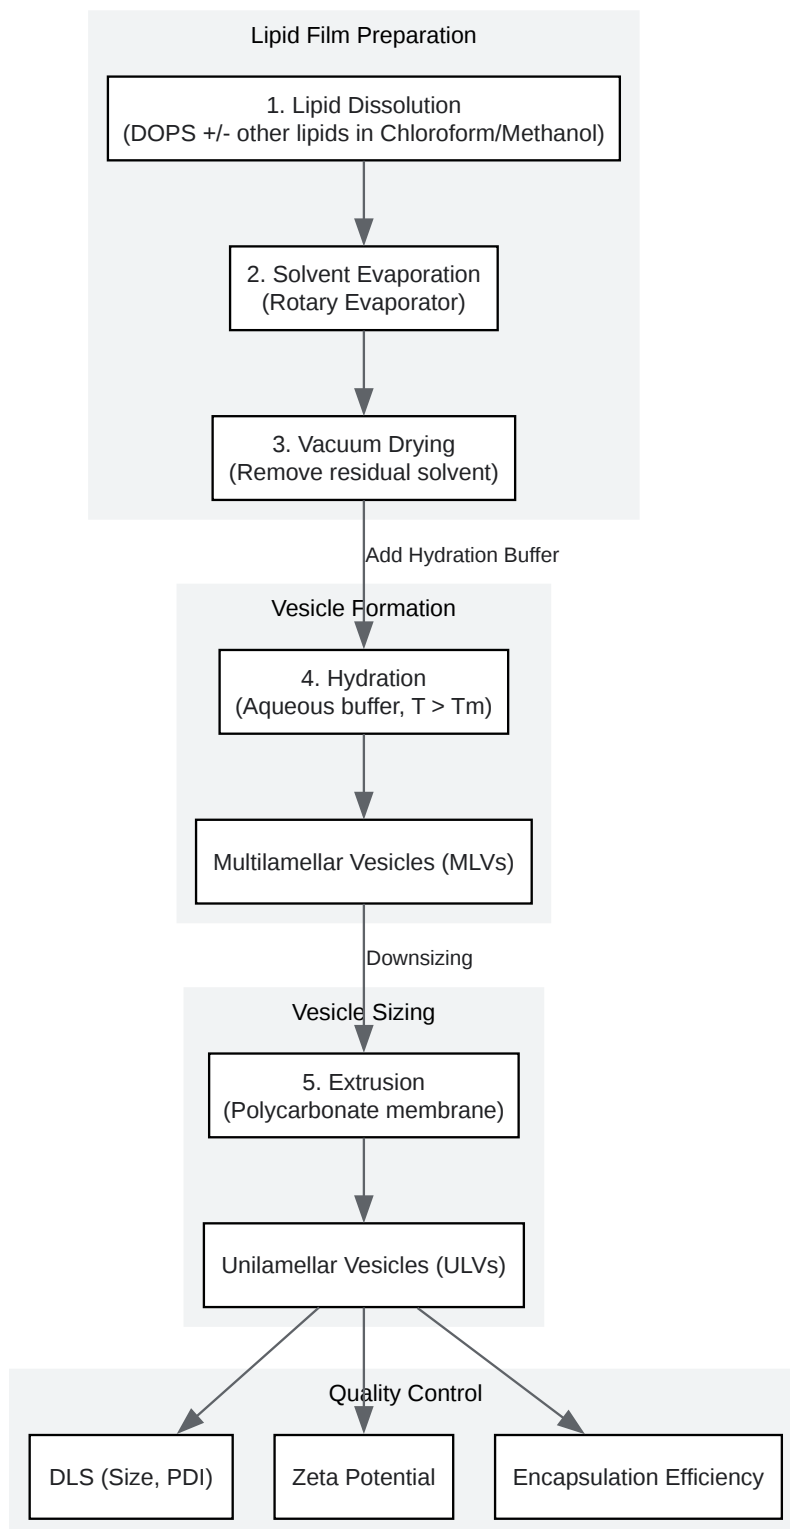 Lipid Film Preparation
1. Lipid Dissolution
(DOPS +/- other lipids in Chloroform/Methanol)
2. Solvent Evaporation
(Rotary Evaporator)
3. Vacuum Drying
(Remove residual solvent)
Add Hydration Buffer
Vesicle Formation
4. Hydration
(Aqueous buffer, T > Tm)
Multilamellar Vesicles (MLVs)
Downsizing
Vesicle Sizing
5. Extrusion
(Polycarbonate membrane)
Unilamellar Vesicles (ULVs)
Quality Control
DLS (Size, PDI)
Zeta Potential
Encapsulation Efficiency